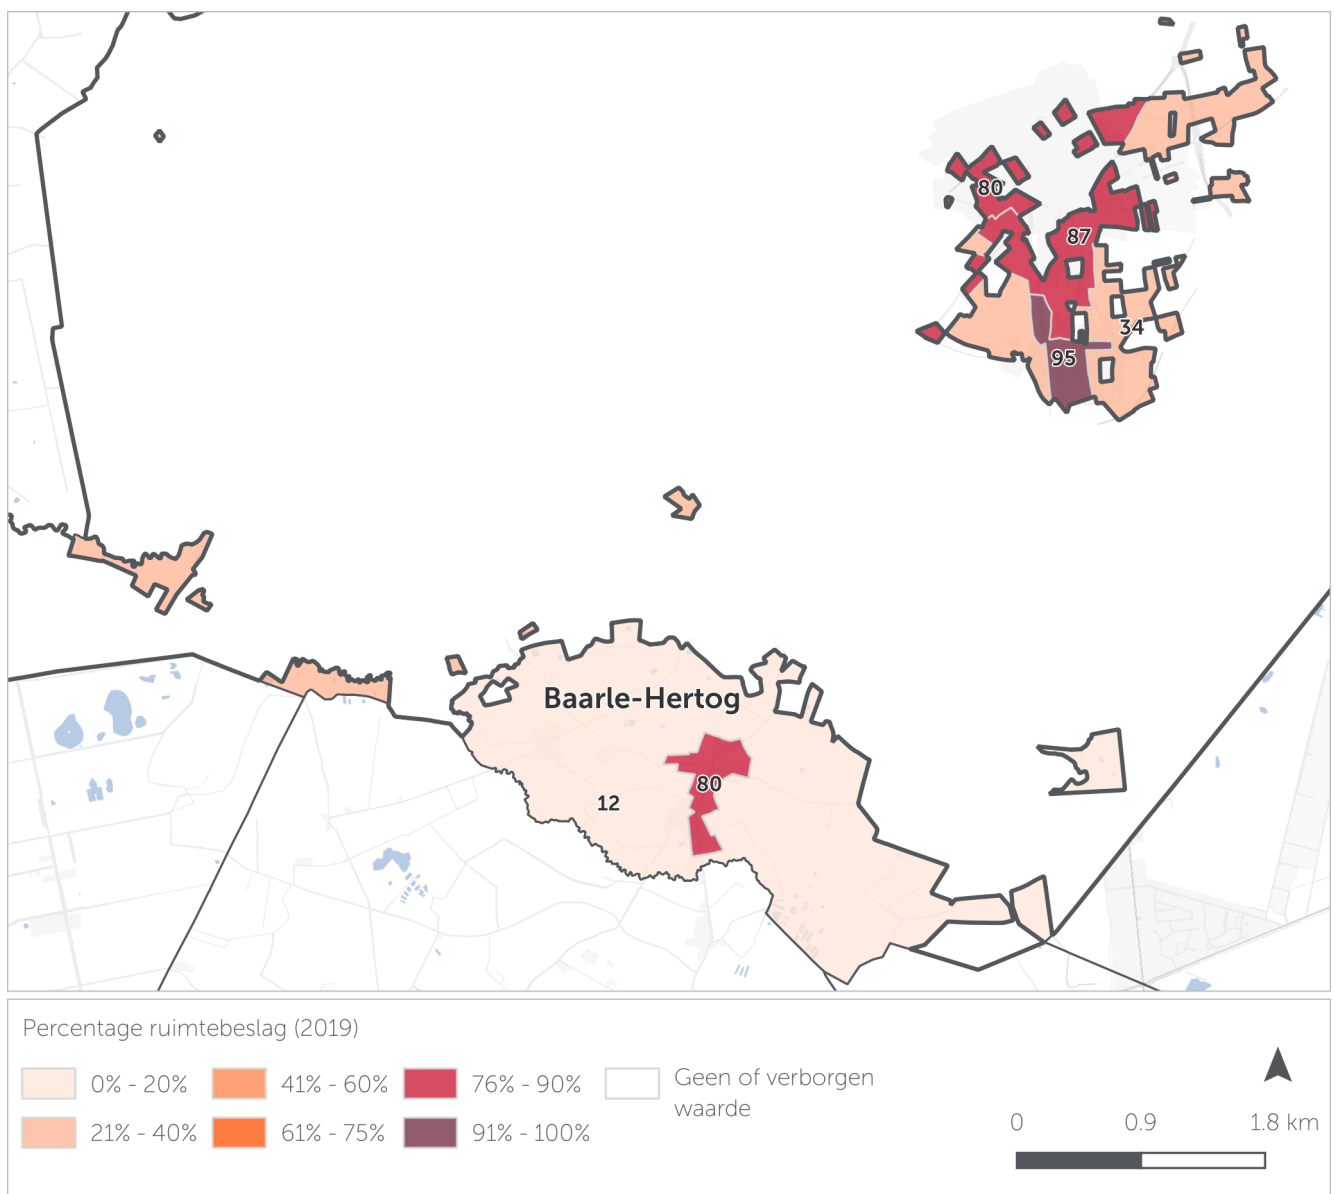 80
87
34
95
Baarle-Hertog
80
12
Percentage ruimtebeslag (2019)
0% - 20%
41% - 60%
76% - 90%
Geen of verborgen
waarde
21% - 40%
61% - 75%
91% - 100%
0 0.9 1.8 km